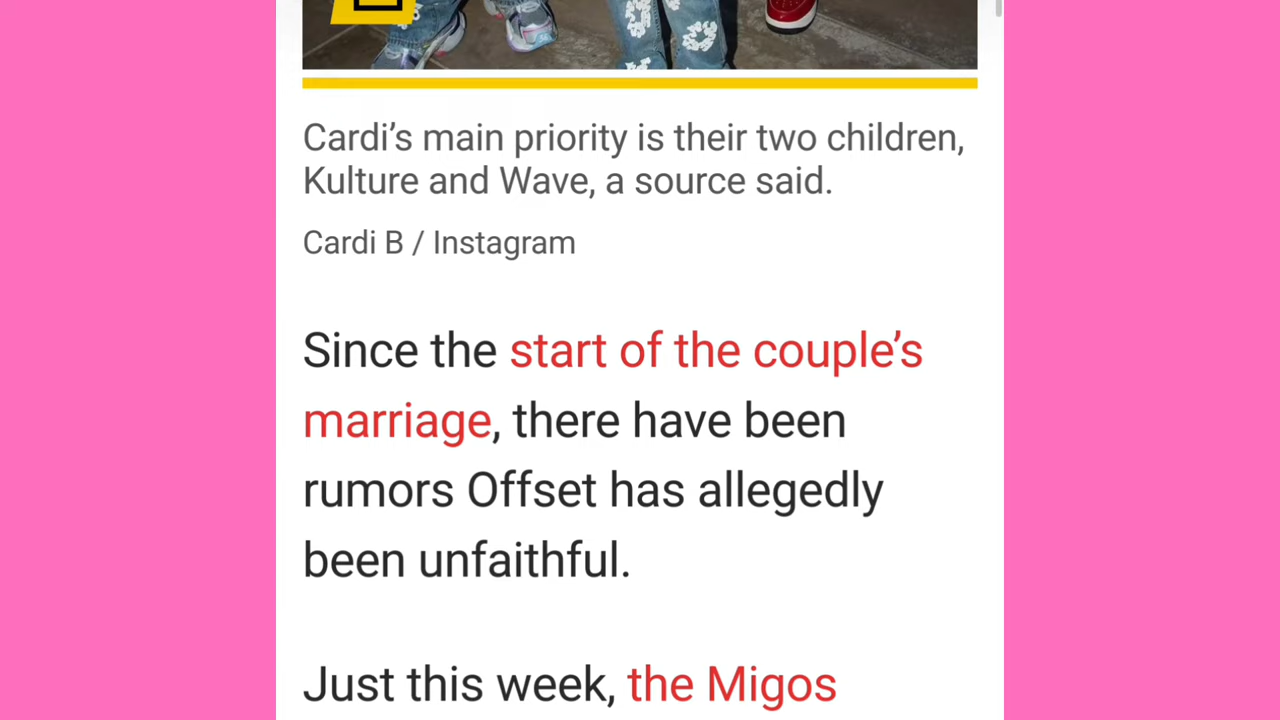 Cardi’s main priority is their two children,
Kulture and Wave, a source said.
Cardi B / Instagram
Since the start of the couple’s
marriage, there have been
rumors Offset has allegedly
been unfaithful.
Just this week, the Migos